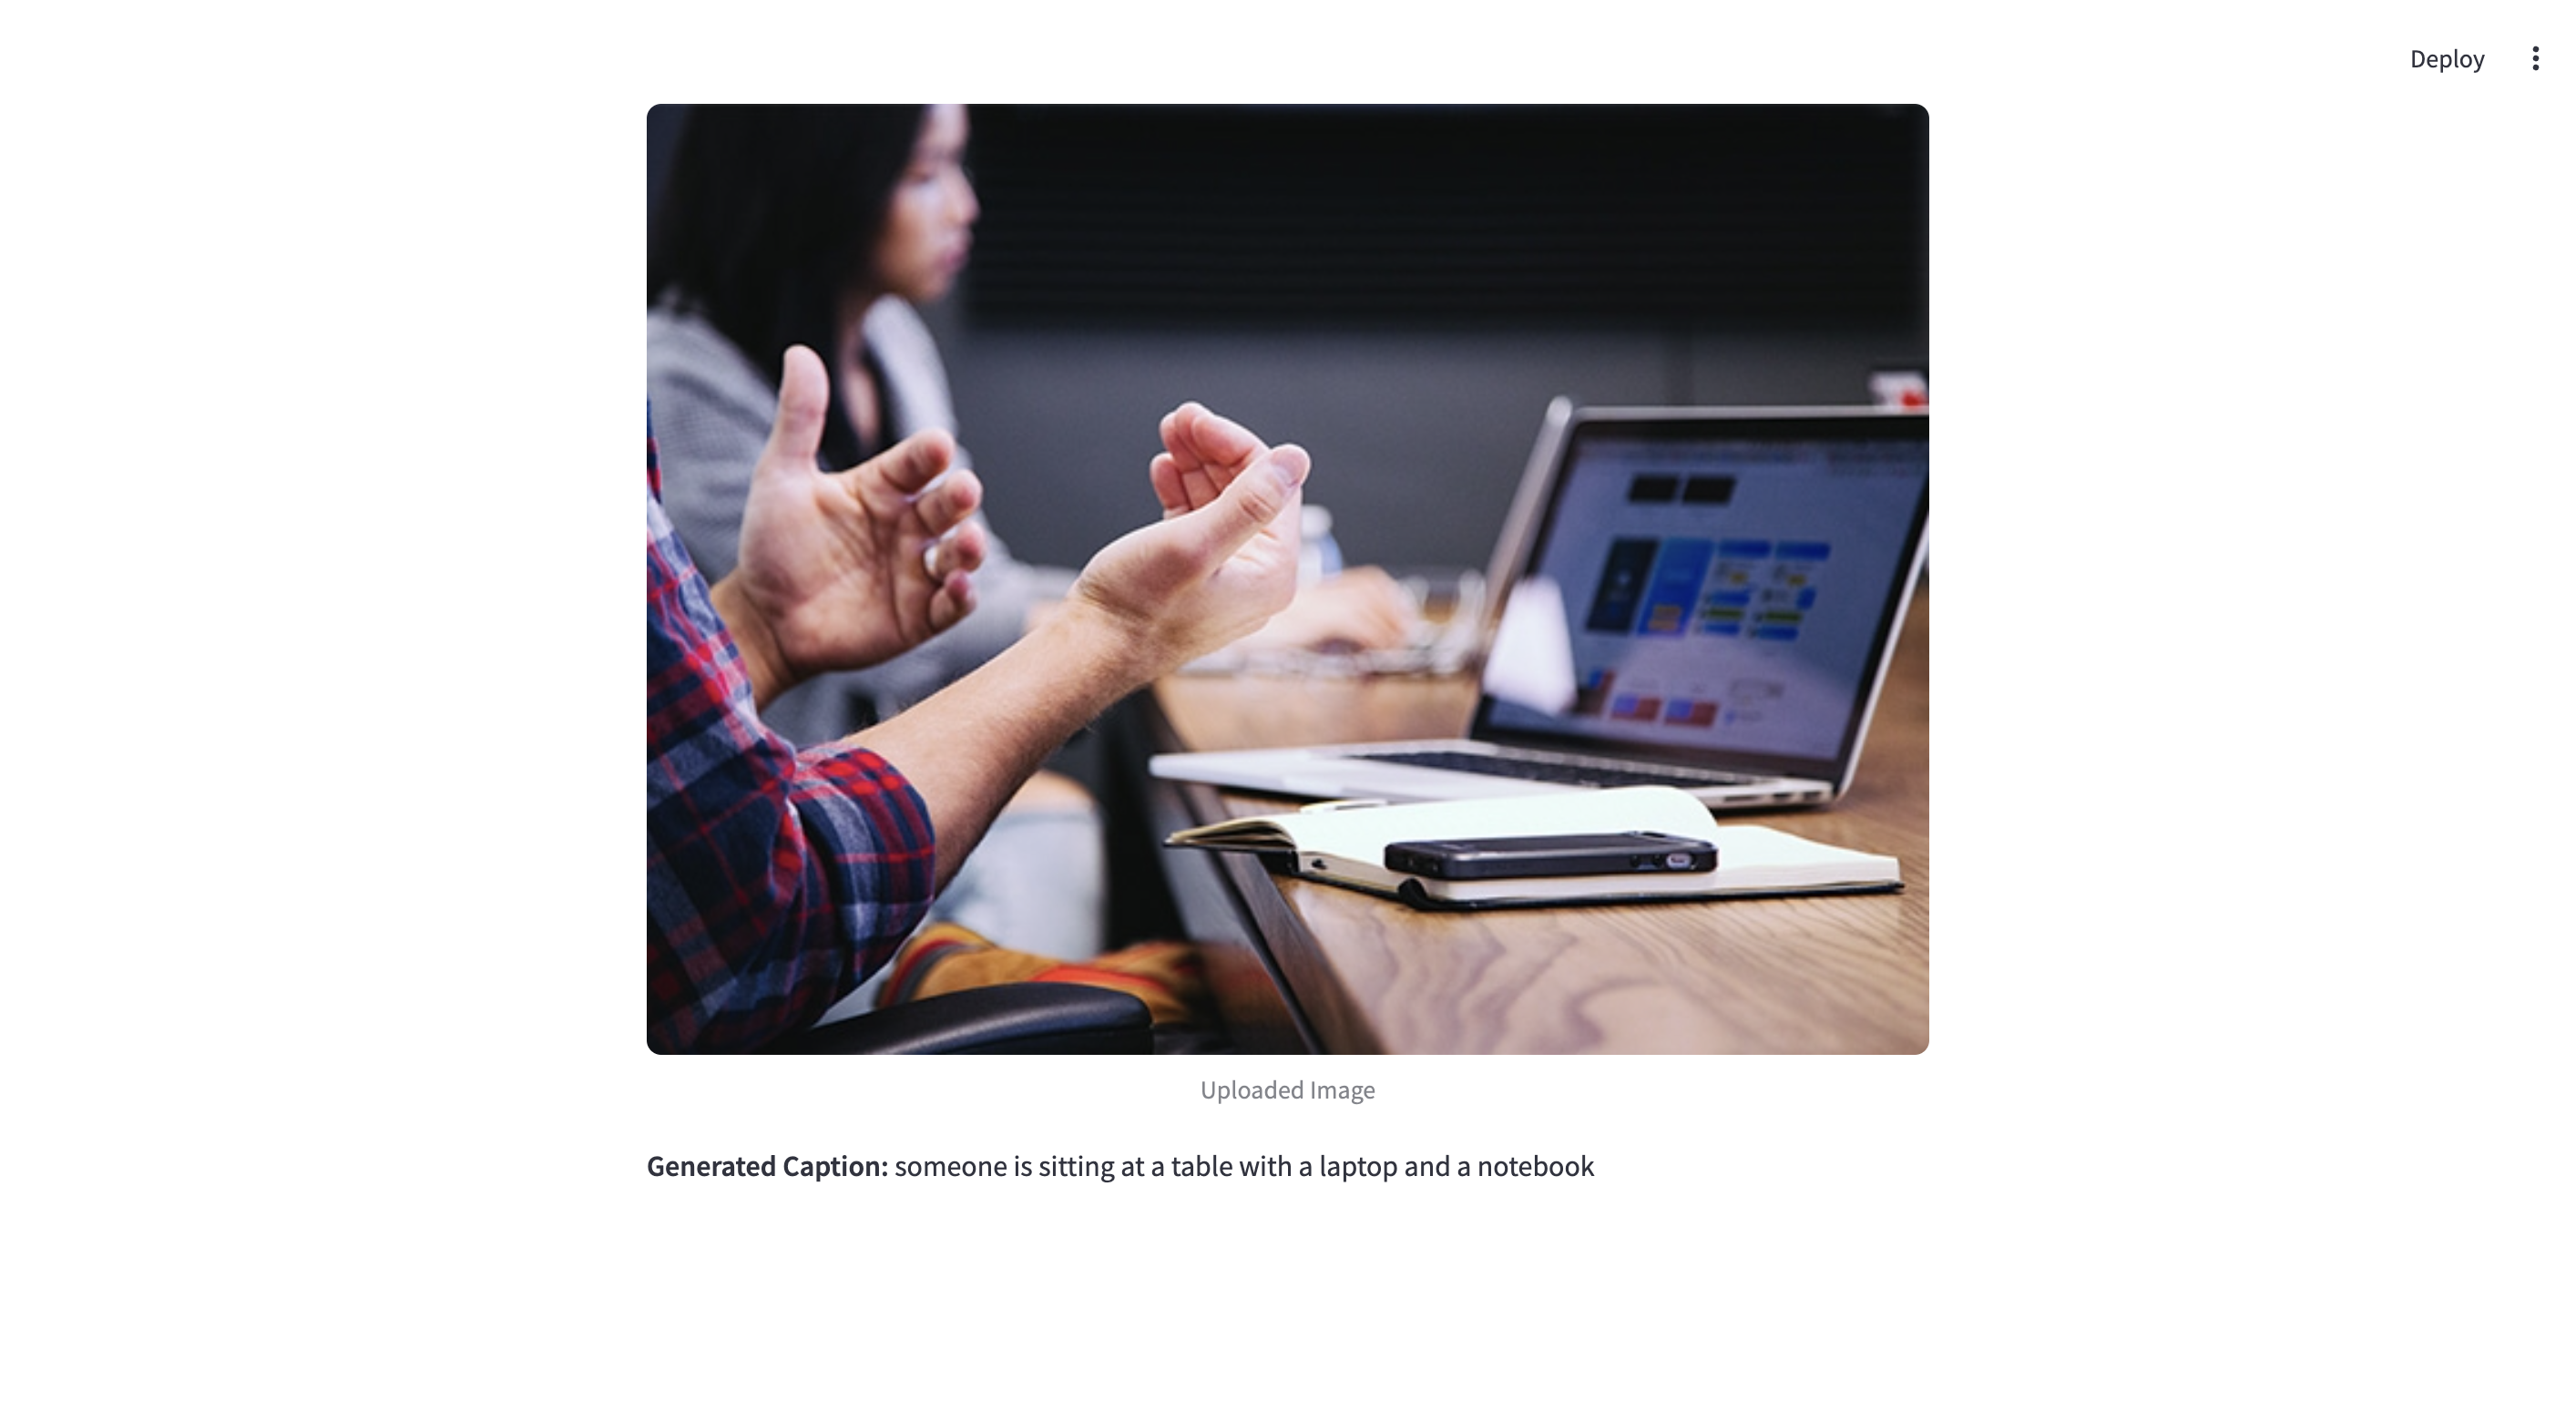 Deploy
Uploaded Image
Generated Caption: someone is sitting at a table with a laptop and a notebook